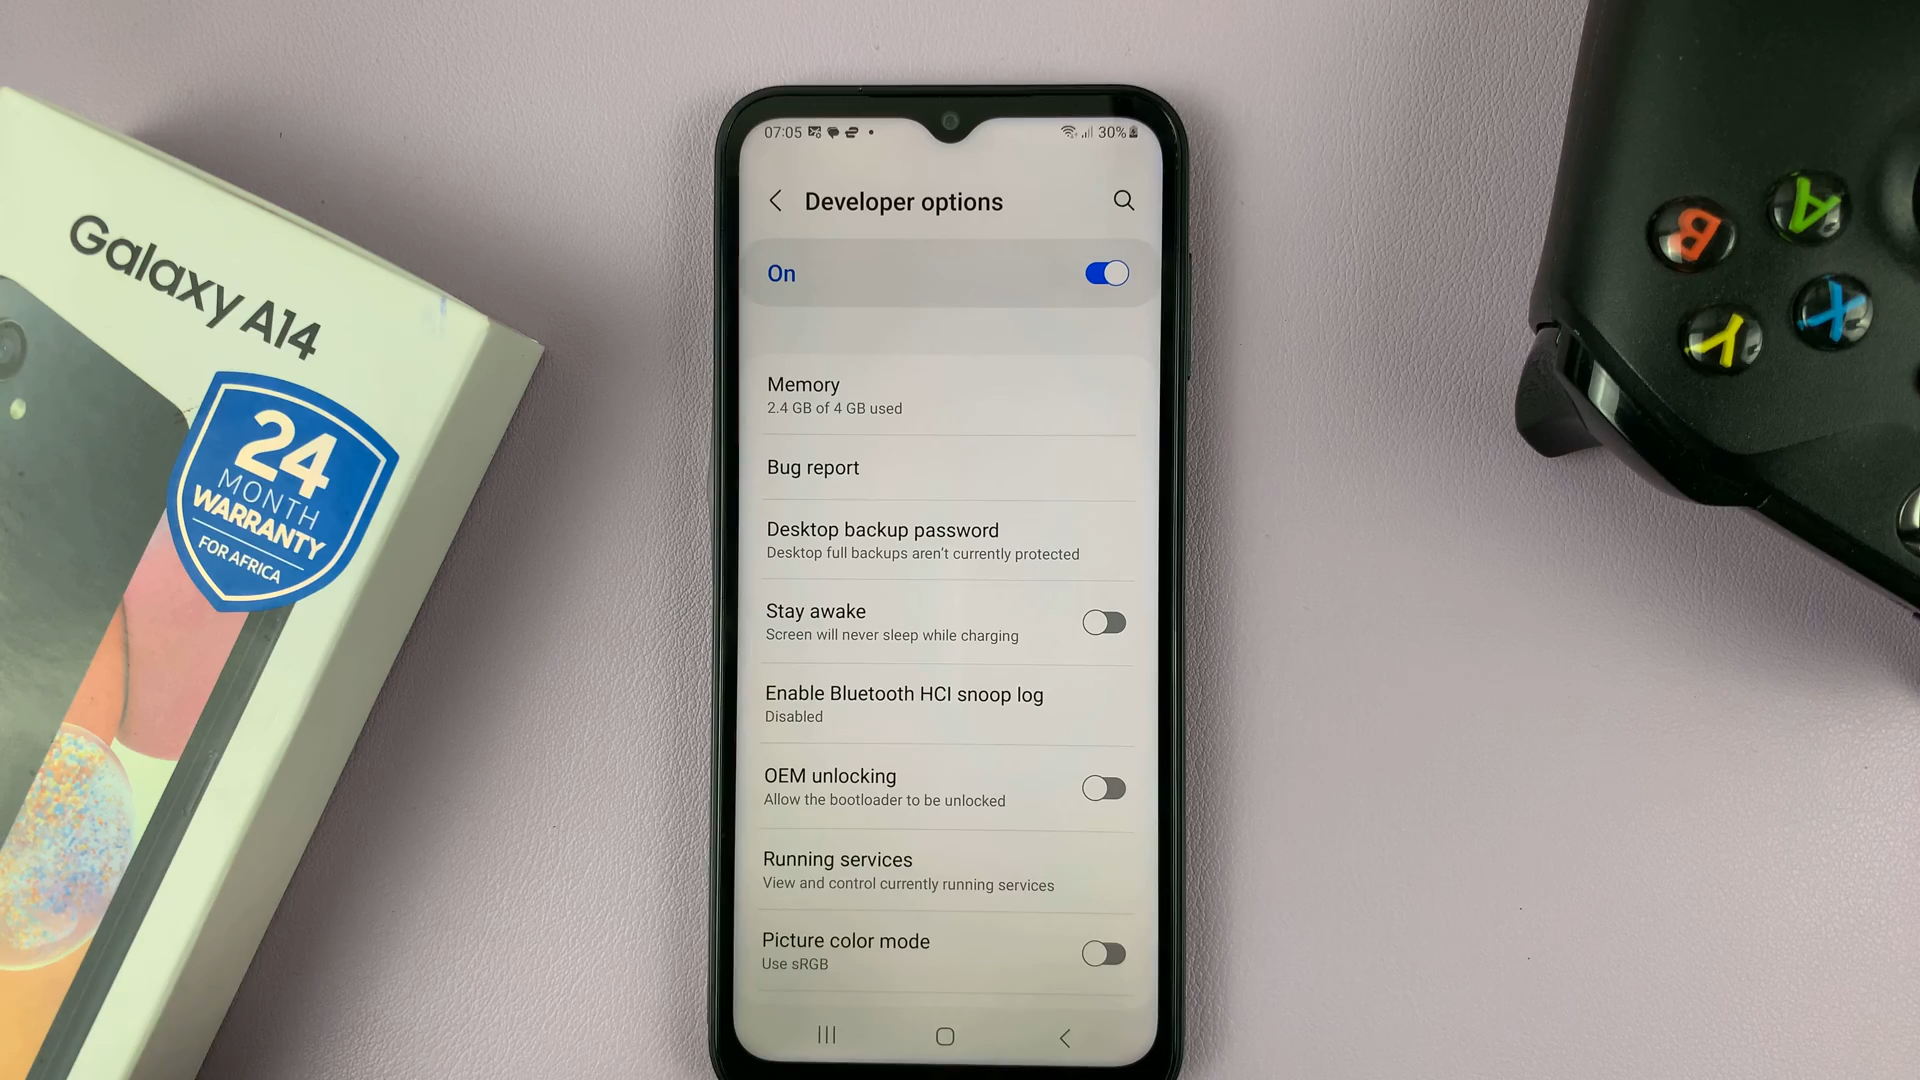 Galaxy A14
24
MONTH
WARRANTY
FOR AFRICA
07:05
30%
Developer options
On
Memory
2.4 GB of 4 GB used
Bug report
Desktop backup password
Desktop full backups aren't currently protected
Stay awake
Screen will never sleep while charging
Enable Bluetooth HCI snoop log
Disabled
OEM unlocking
Allow the bootloader to be unlocked
Running services
View and control currently running services
Picture color mode
Use sRGB
B
A
Y
X